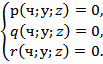 p(ч; y; z) = 0,
q(ч; y; z) = 0,
r(ч; y; z) = 0.